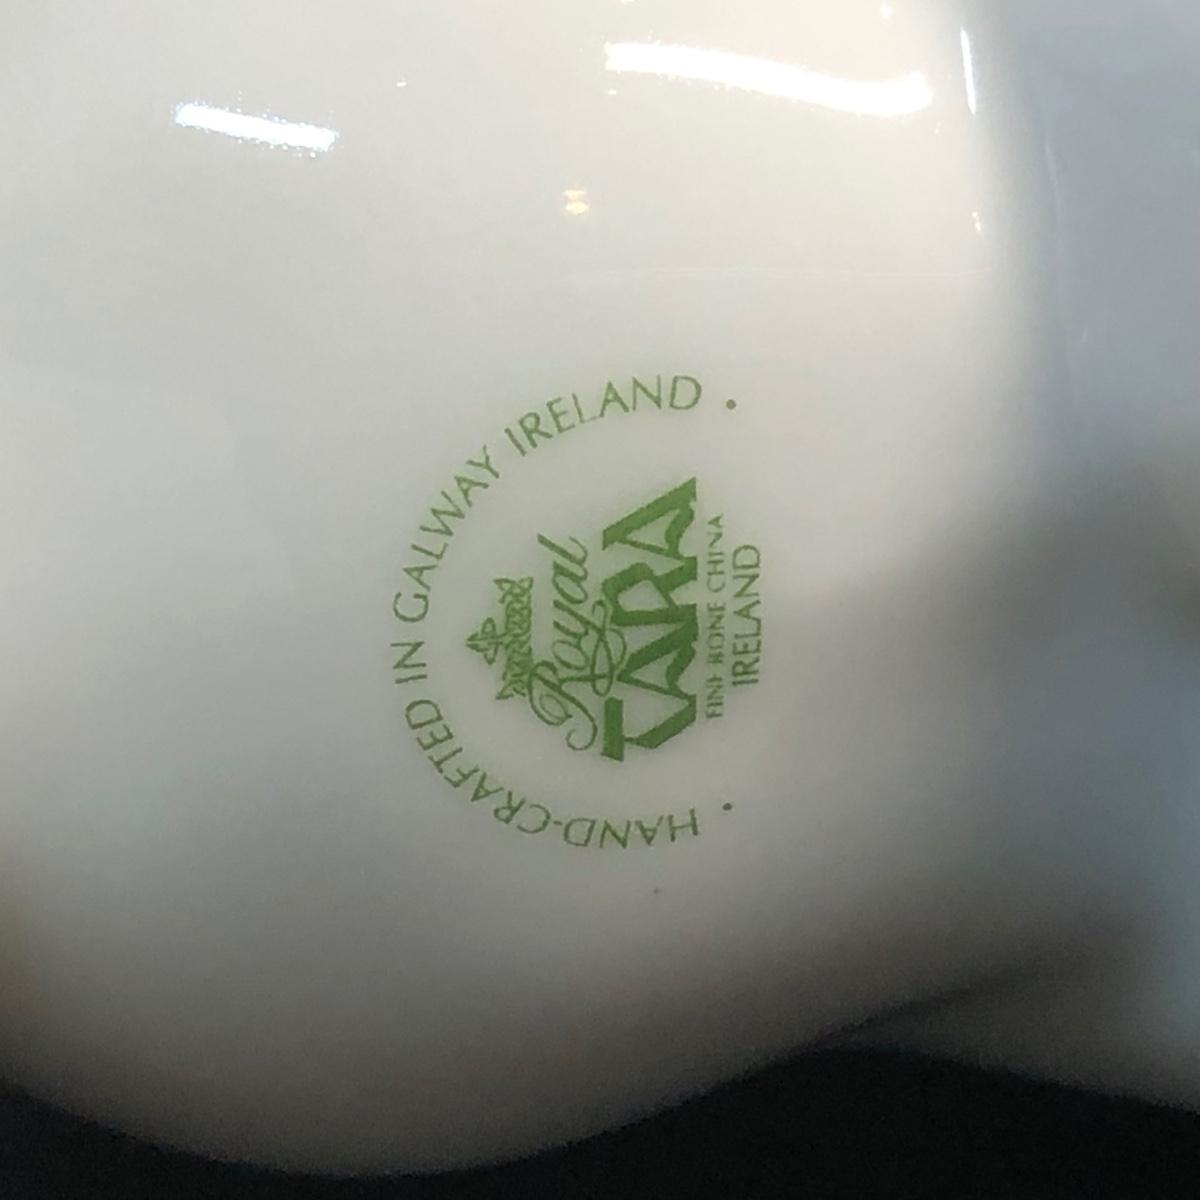 • HAND-CRAFTED IN GALWAY IRELAND •
Royal
TARA
FINE BONE CHINA
IRELAND